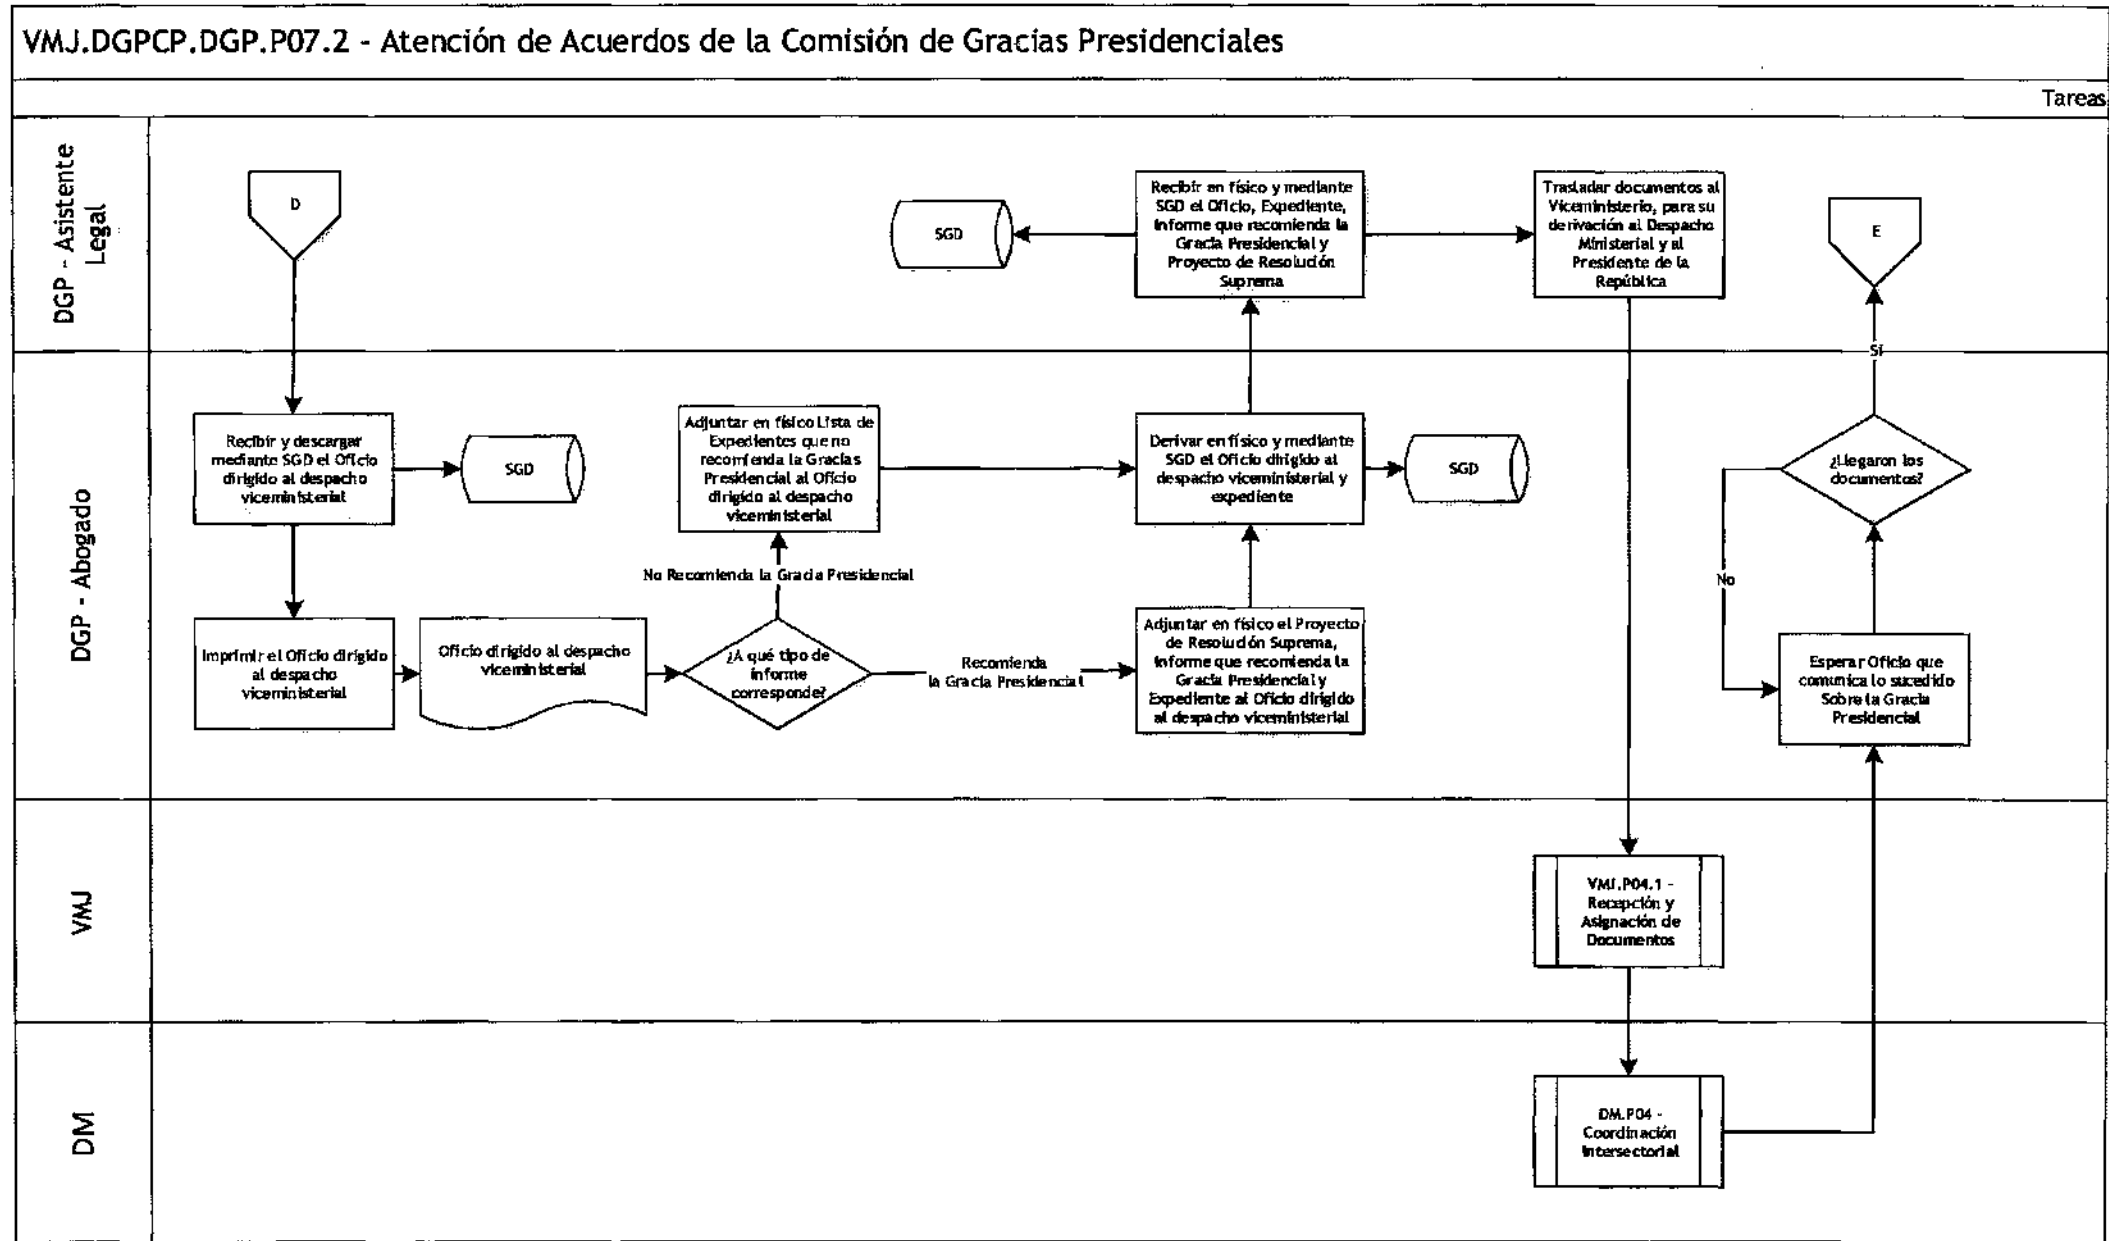 VMJ.DGPCP.DGP.P07.2 - Atención de Acuerdos de la Comisión de Gracias Presidenciales
Tareas
DGP - Asistente
Legal
D
SGD
Recibir en físico y mediante
SGD el Oficio, Expediente,
Informe que recomienda la
Gracia Presidencial y
Proyecto de Resolución
Suprema
Trasladar documentos al
Viceministerio, para su
derivación al Despacho
Ministerial y al
Presidente de la
República
E
Sí
DGP - Abogado
Recibir y descargar
mediante SGD el Oficio
dirigido al despacho
viceministerial
SGD
Adjuntar en físico Lista de
Expedientes que no
recomienda la Gracias
Presidencial al Oficio
dirigido al despacho
viceministerial
Derivar en físico y mediante
SGD el Oficio dirigido al
despacho viceministerial y
expediente
SGD
¿Llegaron los
documentos?
No Recomienda la Gracia Presidencial
No
Imprimir el Oficio dirigido
al despacho
viceministerial
Oficio dirigido al despacho
viceministerial
¿A qué tipo de
informe
corresponde?
Recomienda
la Gracia Presidencial
Adjuntar en físico el Proyecto
de Resolución Suprema,
Informe que recomienda la
Gracia Presidencial y
Expediente al Oficio dirigido
al despacho viceministerial
Esperar Oficio que
comunica lo sucedido
Sobre la Gracia
Presidencial
VMJ
VMJ.P04.1 -
Recepción y
Asignación de
Documentos
DM
DM.P04 -
Coordinación
Intersectorial